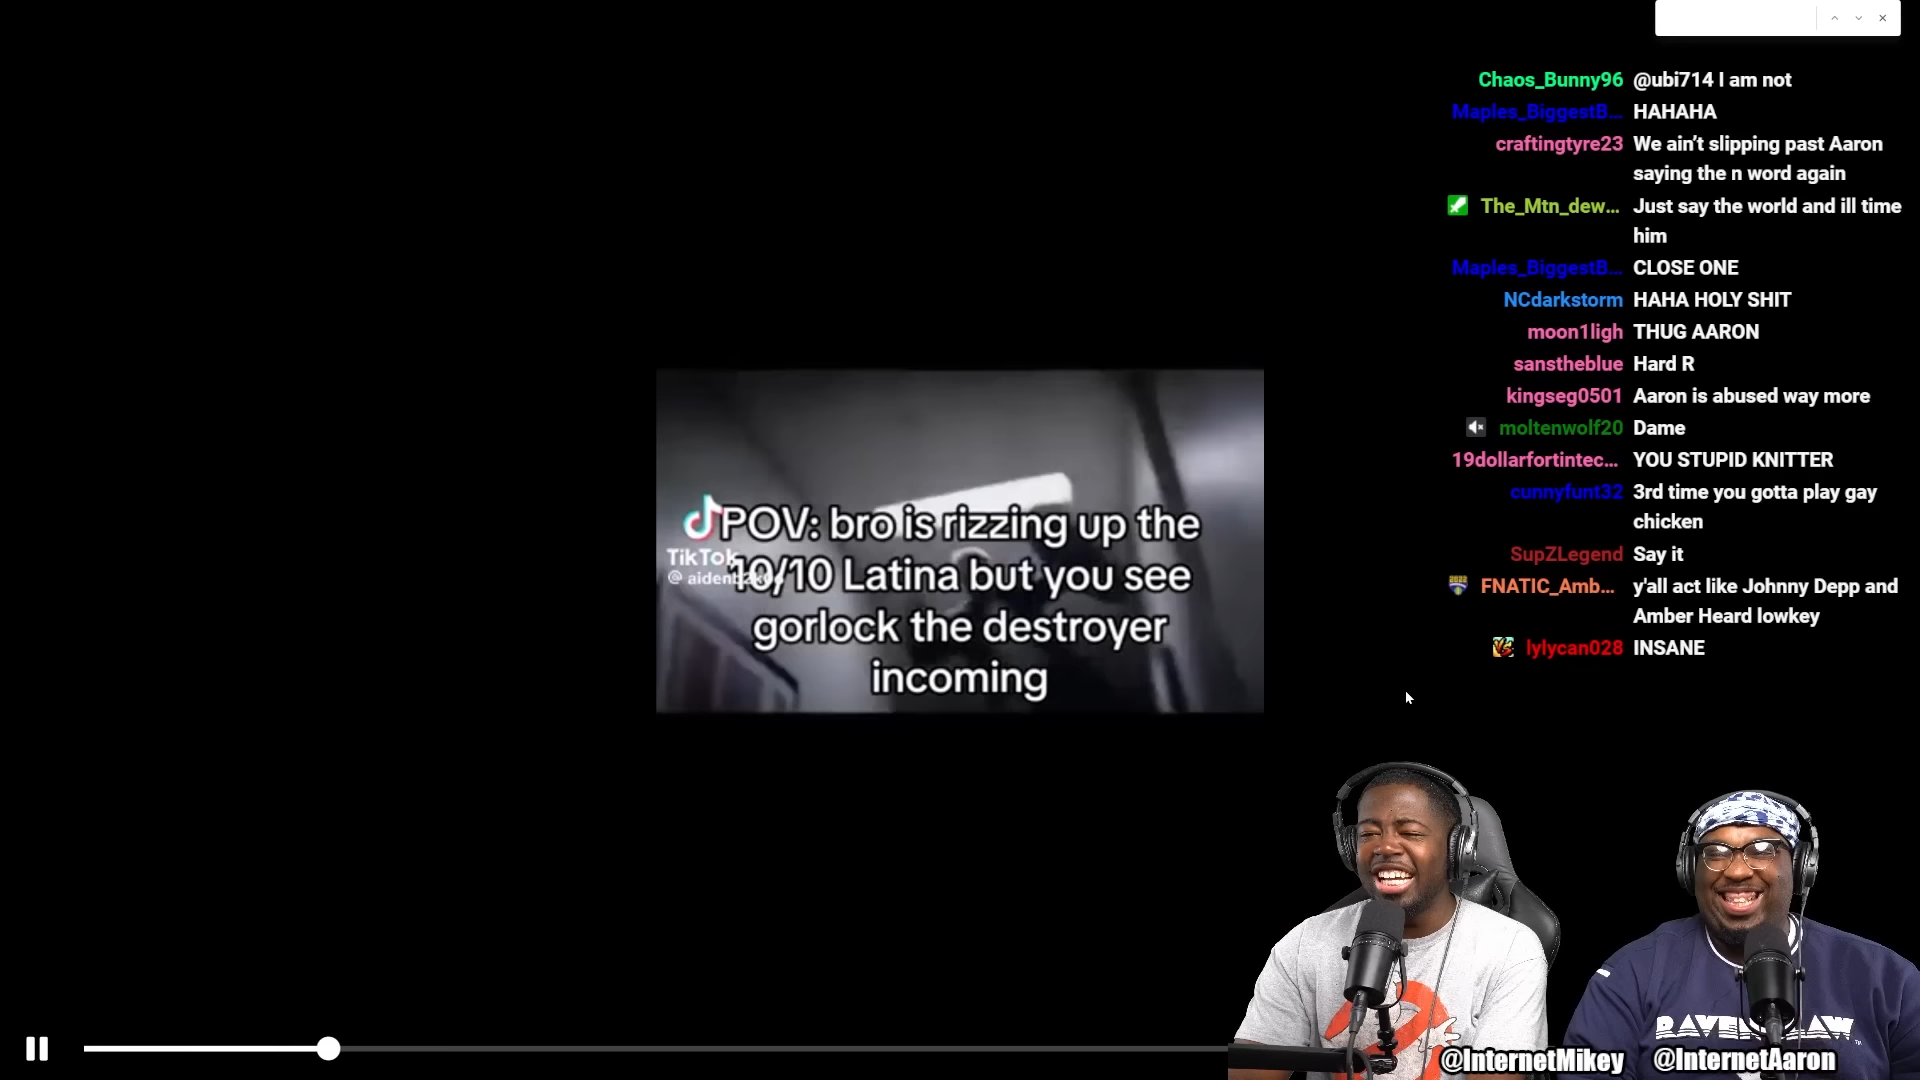 Chaos_Bunny96 @ubi714 I am not
Maples_BiggestB... HAHAHA
craftingtyre23 We ain’t slipping past Aaron
saying the n word again
The_Mtn_dew... Just say the world and ill time
him
Maples_BiggestB... CLOSE ONE
NCdarkstorm HAHA HOLY SHIT
moon1ligh THUG AARON
sanstheblue Hard R
kingseg0501 Aaron is abused way more
moltenwolf20 Dame
19dollarfortintec... YOU STUPID KNITTER
cunnyfunt32 3rd time you gotta play gay
chicken
SupZLegend Say it
FNATIC_Amb... y'all act like Johnny Depp and
Amber Heard lowkey
lylycan028 INSANE
POV: bro is rizzing up the
10/10 Latina but you see
gorlock the destroyer
incoming
TikTok
RAVENCLAW
@InternetMikey @InternetAaron